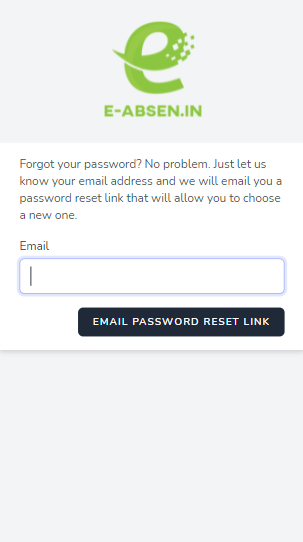 E-ABSEN.IN
Forgot your password? No problem. Just let us
know your email address and we will email you a
password reset link that will allow you to choose
a new one.
Email
EMAIL PASSWORD RESET LINK